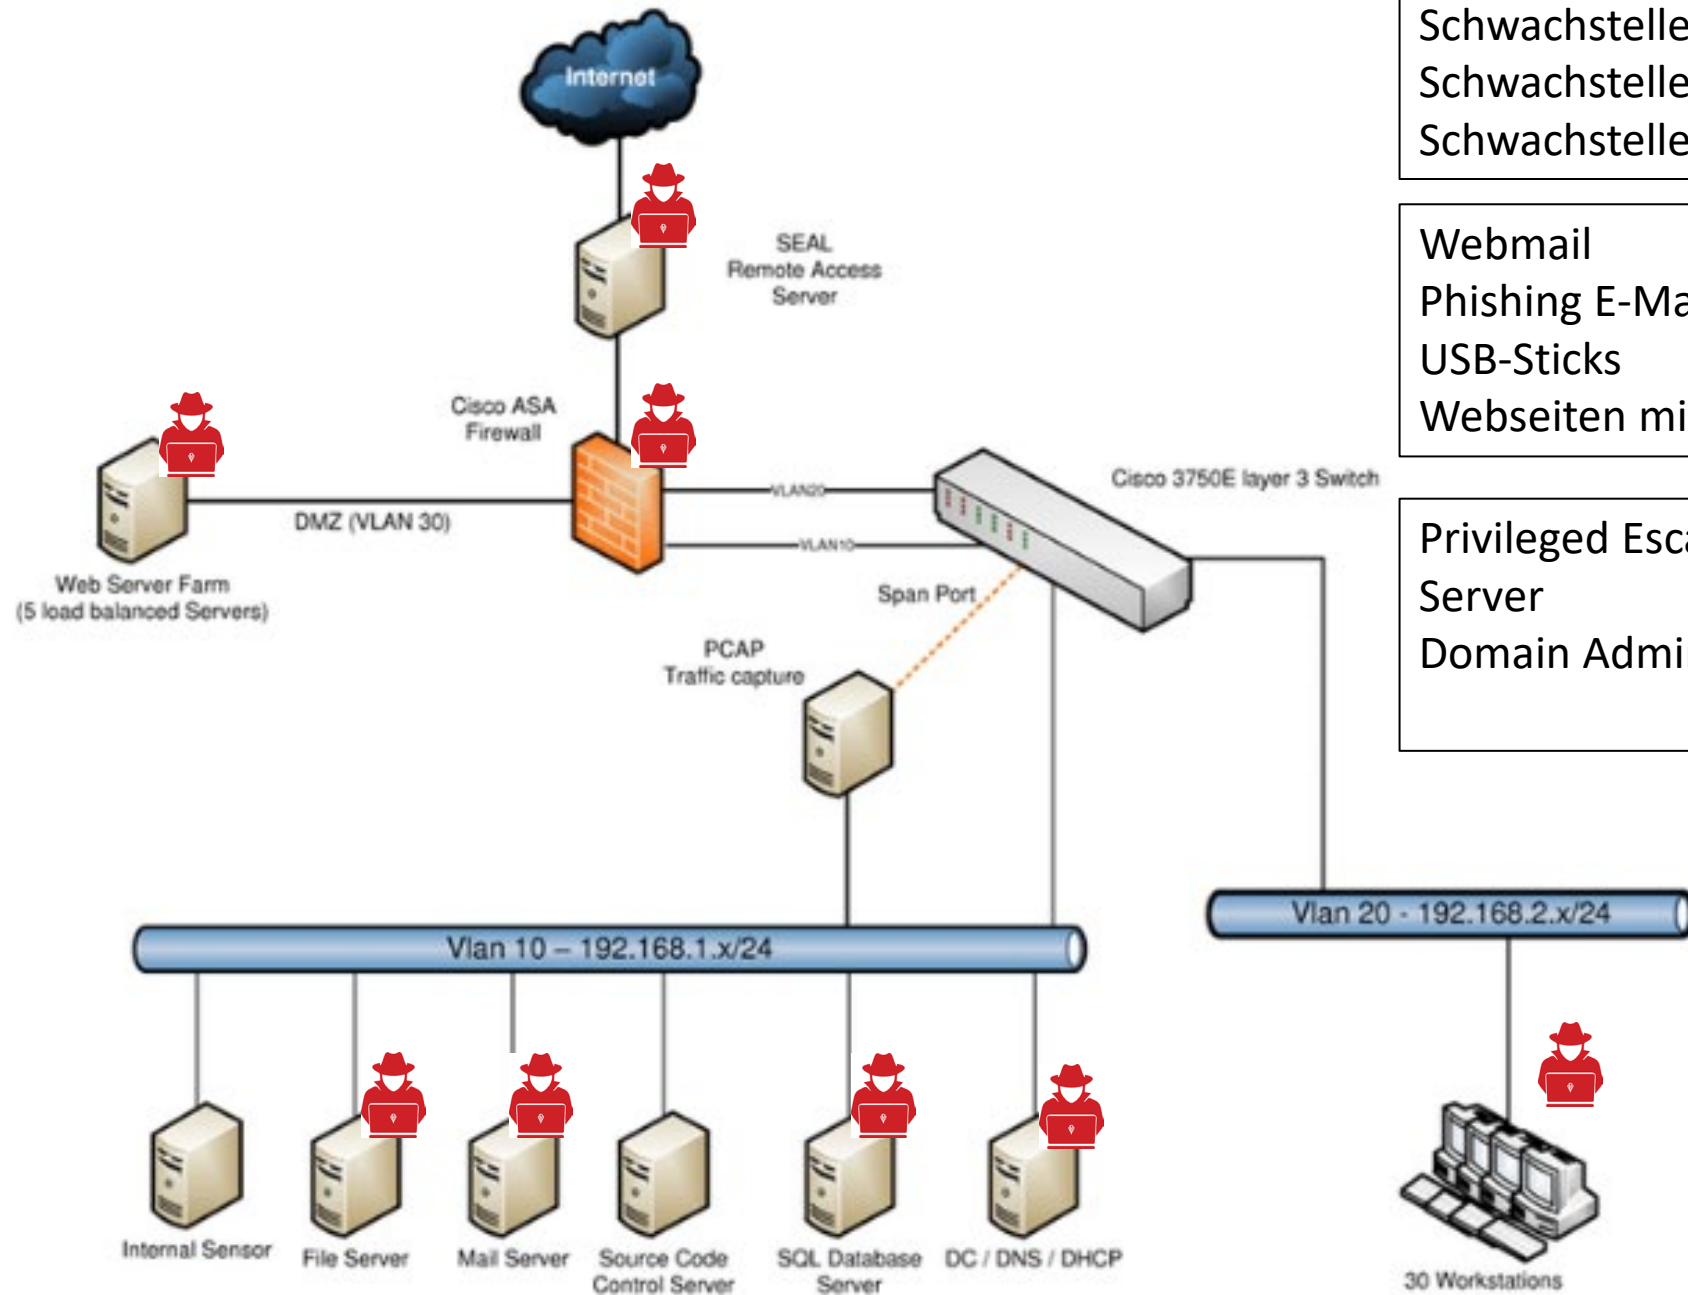 Internet
Schwachstelle
Schwachstelle
Schwachstelle
SEAL
Remote Access
Server
Webmail
Phishing E-Ma
USB-Sticks
Webseiten mi
Cisco ASA
Firewall
VLAN20
VLAN10
Cisco 3750E layer 3 Switch
DMZ (VLAN 30)
Web Server Farm
(5 load balanced Servers)
Span Port
PCAP
Traffic capture
Privileged Esca
Server
Domain Admi
Vlan 10 – 192.168.1.x/24
Vlan 20 - 192.168.2.x/24
Internal Sensor
File Server
Mail Server
Source Code
Control Server
SQL Database
Server
DC / DNS / DHCP
30 Workstations